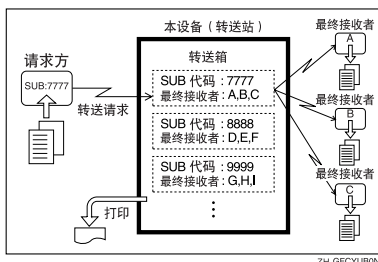 本设备（转送站）
请求方
SUB:7777
转送请求
转送箱
SUB 代码 : 7777
最终接收者 : A,B,C
SUB 代码 : 8888
最终接收者 : D,E,F
SUB 代码 : 9999
最终接收者 : G,H,I
打印
最终接收者
A
最终接收者
B
最终接收者
C
ZH GFCXUB0N